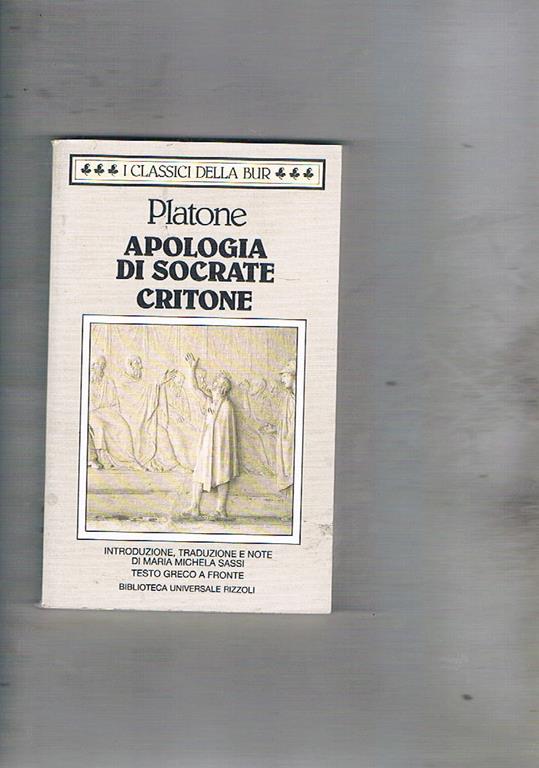 I CLASSICI DELLA BUR
Platone
APOLOGIA
DI SOCRATE
CRITONE
INTRODUZIONE, TRADUZIONE E NOTE
DI MARIA MICHELA SASSI
TESTO GRECO A FRONTE
BIBLIOTECA UNIVERSALE RIZZOLI